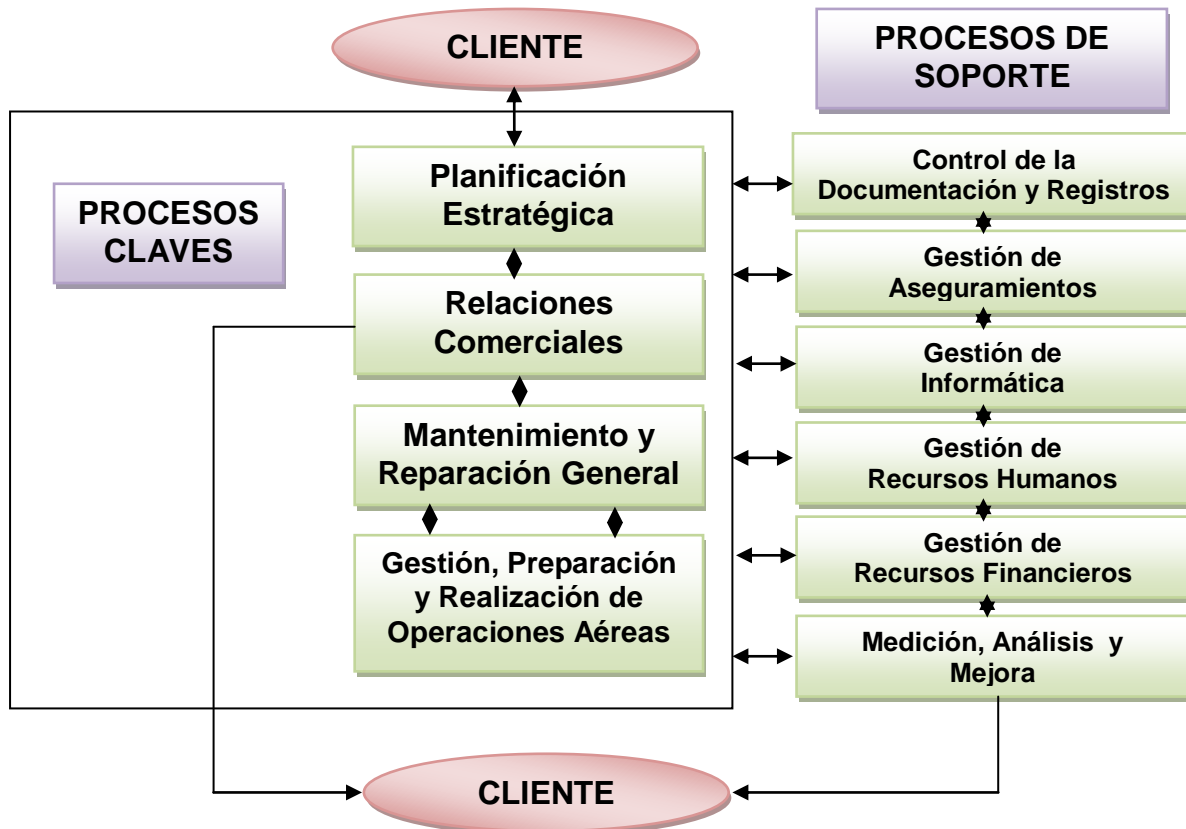 CLIENTE
PROCESOS DE
SOPORTE
PROCESOS
CLAVES
Planificación
Estratégica
Relaciones
Comerciales
Mantenimiento y
Reparación General
Gestión, Preparación
y Realización de
Operaciones Aéreas
Control de la
Documentación y Registros
Gestión de
Aseguramientos
Gestión de
Informática
Gestión de
Recursos Humanos
Gestión de
Recursos Financieros
Medición, Análisis y
Mejora
CLIENTE